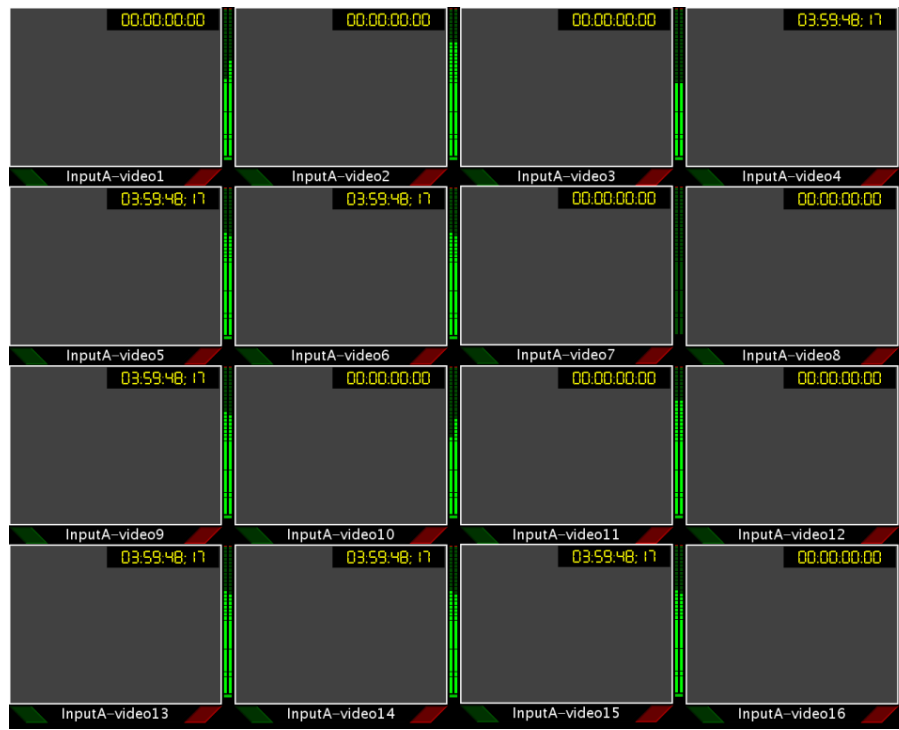 00:00:00:00 00:00:00:00 00:00:00:00 03:59:48; 17
InputA-video1 InputA-video2 InputA-video3 InputA-video4
03:59:48; 17 03:59:48; 17 00:00:00:00 00:00:00:00
InputA-video5 InputA-video6 InputA-video7 InputA-video8
03:59:48; 17 00:00:00:00 00:00:00:00 00:00:00:00
InputA-video9 InputA-video10 InputA-video11 InputA-video12
03:59:48; 17 03:59:48; 17 03:59:48; 17 00:00:00:00
InputA-video13 InputA-video14 InputA-video15 InputA-video16